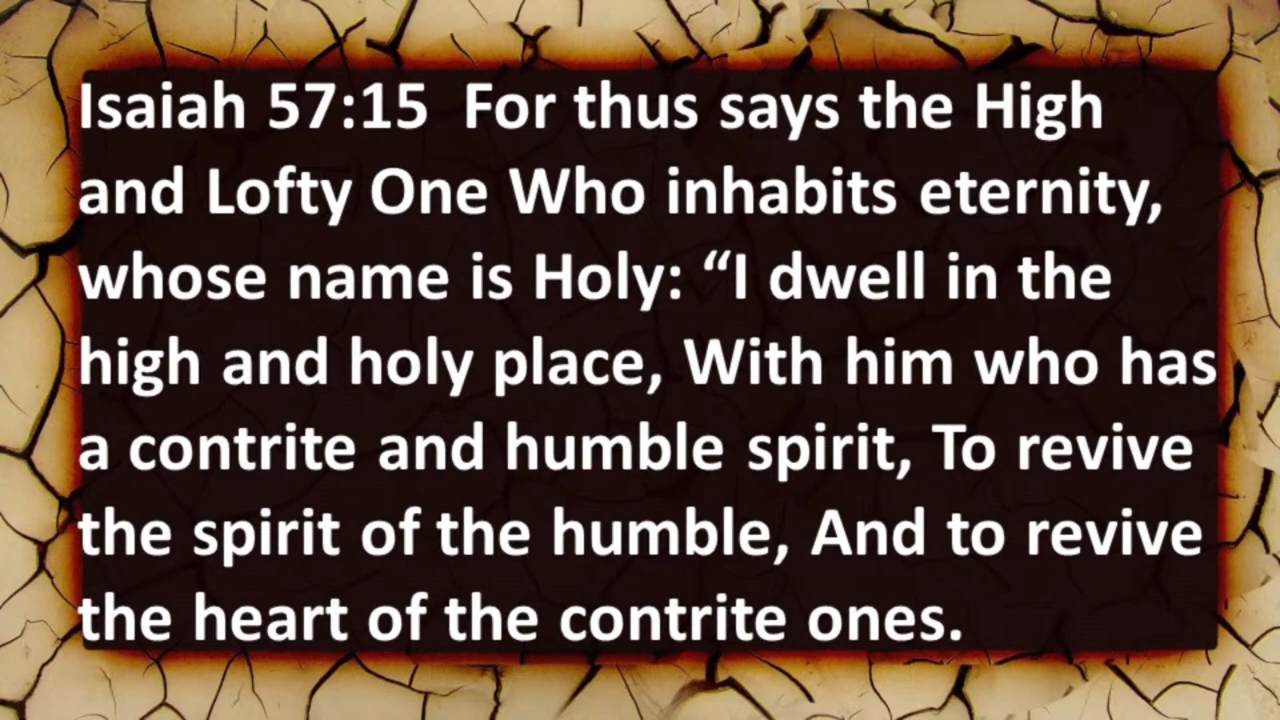 Isaiah 57:15  For thus says the High
and Lofty One Who inhabits eternity,
whose name is Holy: “I dwell in the
high and holy place, With him who has
a contrite and humble spirit, To revive
the spirit of the humble, And to revive
the heart of the contrite ones.